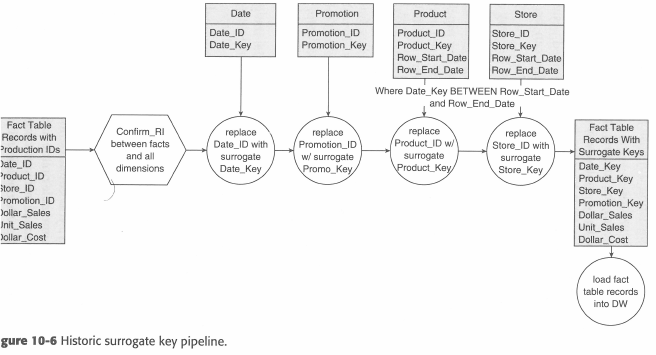 Date
Date_ID
Date_Key
Promotion
Promotion_ID
Promotion_Key
Product
Product_ID
Product_Key
Row_Start_Date
Row_End_Date
Store
Store_ID
Store_Key
Row_Start_Date
Row_End_Date
Where Date_Key BETWEEN Row_Start_Date
and Row_End_Date
Fact Table
Records with
Production IDs
Date_ID
Product_ID
Store_ID
Promotion_ID
Dollar_Sales
Unit_Sales
Dollar_Cost
Confirm_RI
between facts
and all
dimensions
replace
Date_ID with
surrogate
Date_Key
replace
Promotion_ID
w/ surrogate
Promo_Key
replace
Product_ID w/
surrogate
Product_Key
replace
Store_ID with
surrogate
Store_Key
Fact Table
Records With
Surrogate Keys
Date_Key
Product_Key
Store_Key
Promotion_Key
Dollar_Sales
Unit_Sales
Dollar_Cost
load fact
table records
into DW
gure 10-6 Historic surrogate key pipeline.